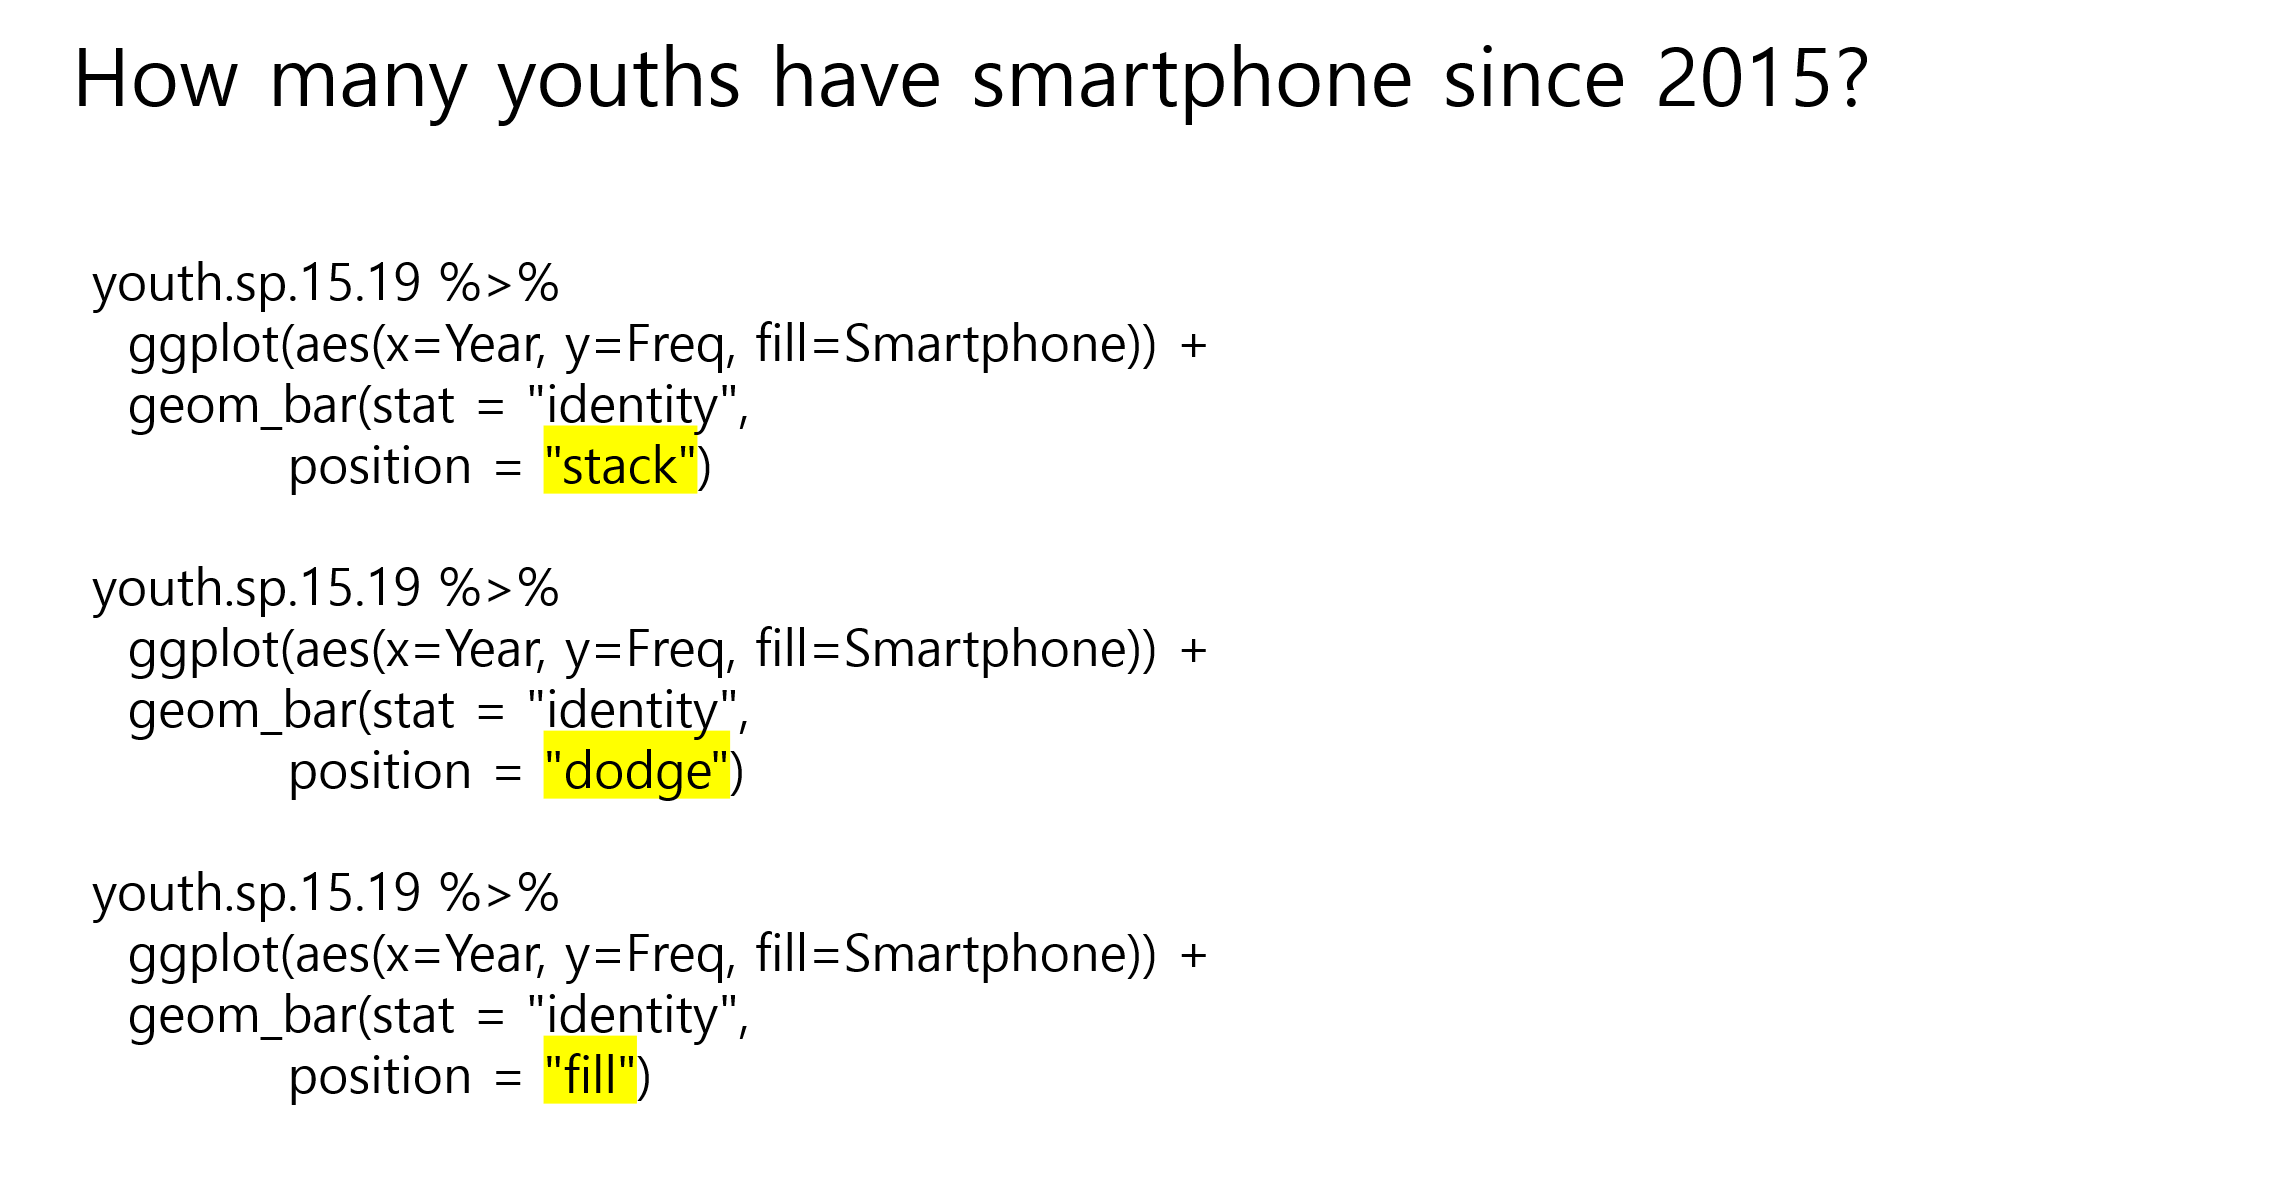 How many youths have smartphone since 2015?
youth.sp.15.19 %>%
ggplot(aes(x=Year, y=Freq, fill=Smartphone)) +
geom_bar(stat = "identity",
position = "stack")
youth.sp.15.19 %>%
ggplot(aes(x=Year, y=Freq, fill=Smartphone)) +
geom_bar(stat = "identity",
position = "dodge")
youth.sp.15.19 %>%
ggplot(aes(x=Year, y=Freq, fill=Smartphone)) +
geom_bar(stat = "identity",
position = "fill")